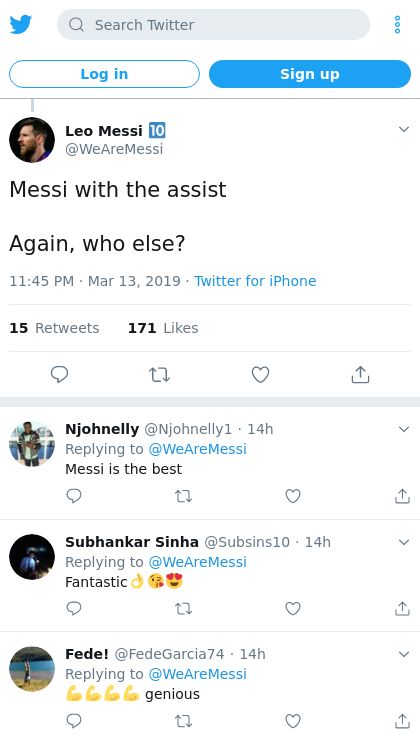 Search Twitter
Log in
Sign up
Leo Messi 🔟
@WeAreMessi
Messi with the assist
Again, who else?
11:45 PM · Mar 13, 2019 · Twitter for iPhone
15 Retweets 171 Likes
Njohnelly @Njohnelly1 · 14h
Replying to @WeAreMessi
Messi is the best
Subhankar Sinha @Subsins10 · 14h
Replying to @WeAreMessi
Fantastic👌😘😍
Fede! @FedeGarcia74 · 14h
Replying to @WeAreMessi
💪💪💪💪 genious